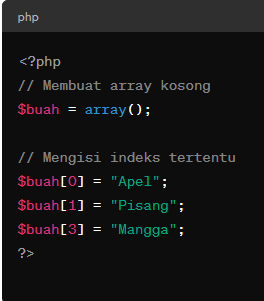 php
<?php
// Membuat array kosong
$buah = array();
// Mengisi indeks tertentu
$buah[0] = "Apel";
$buah[1] = "Pisang";
$buah[3] = "Mangga";
?>